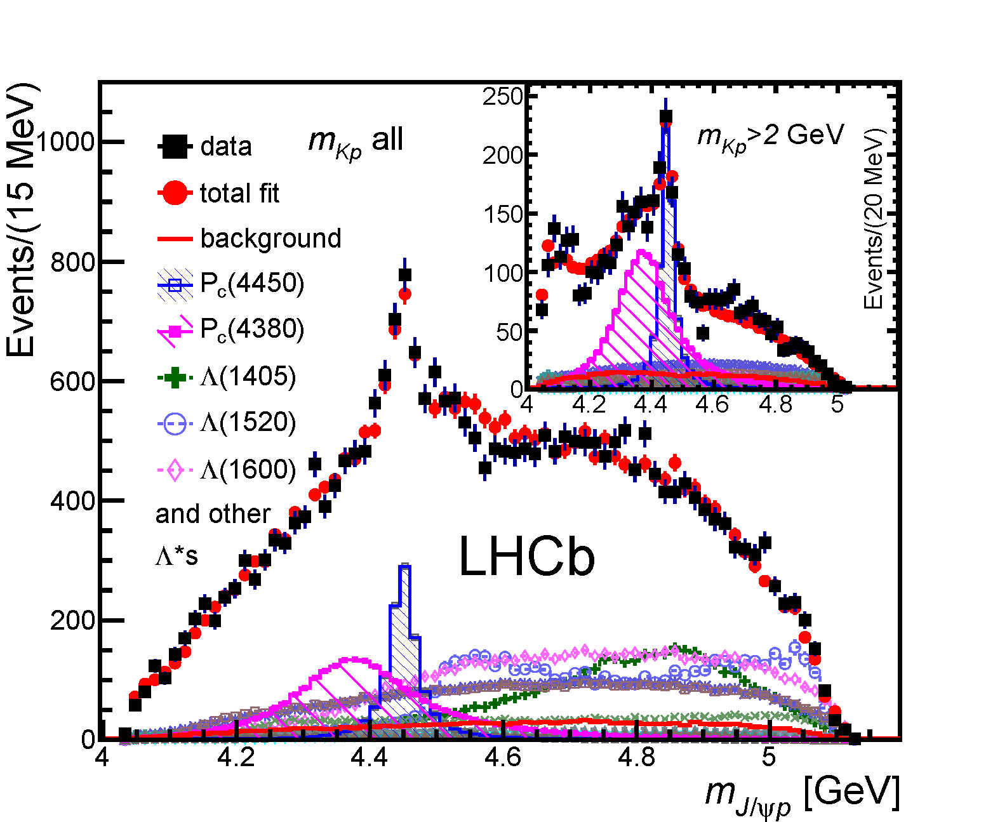 Events/(15 MeV)
1000
800
600
400
200
0
data
total fit
background
P_c(4450)
P_c(4380)
Λ(1405)
Λ(1520)
Λ(1600)
and other
Λ*s
m_Kp all
LHCb
4 4.2 4.4 4.6 4.8 5
m_J/ψp [GeV]
250
200
150
100
50
0
m_Kp>2 GeV
Events/(20 MeV)
4 4.2 4.4 4.6 4.8 5